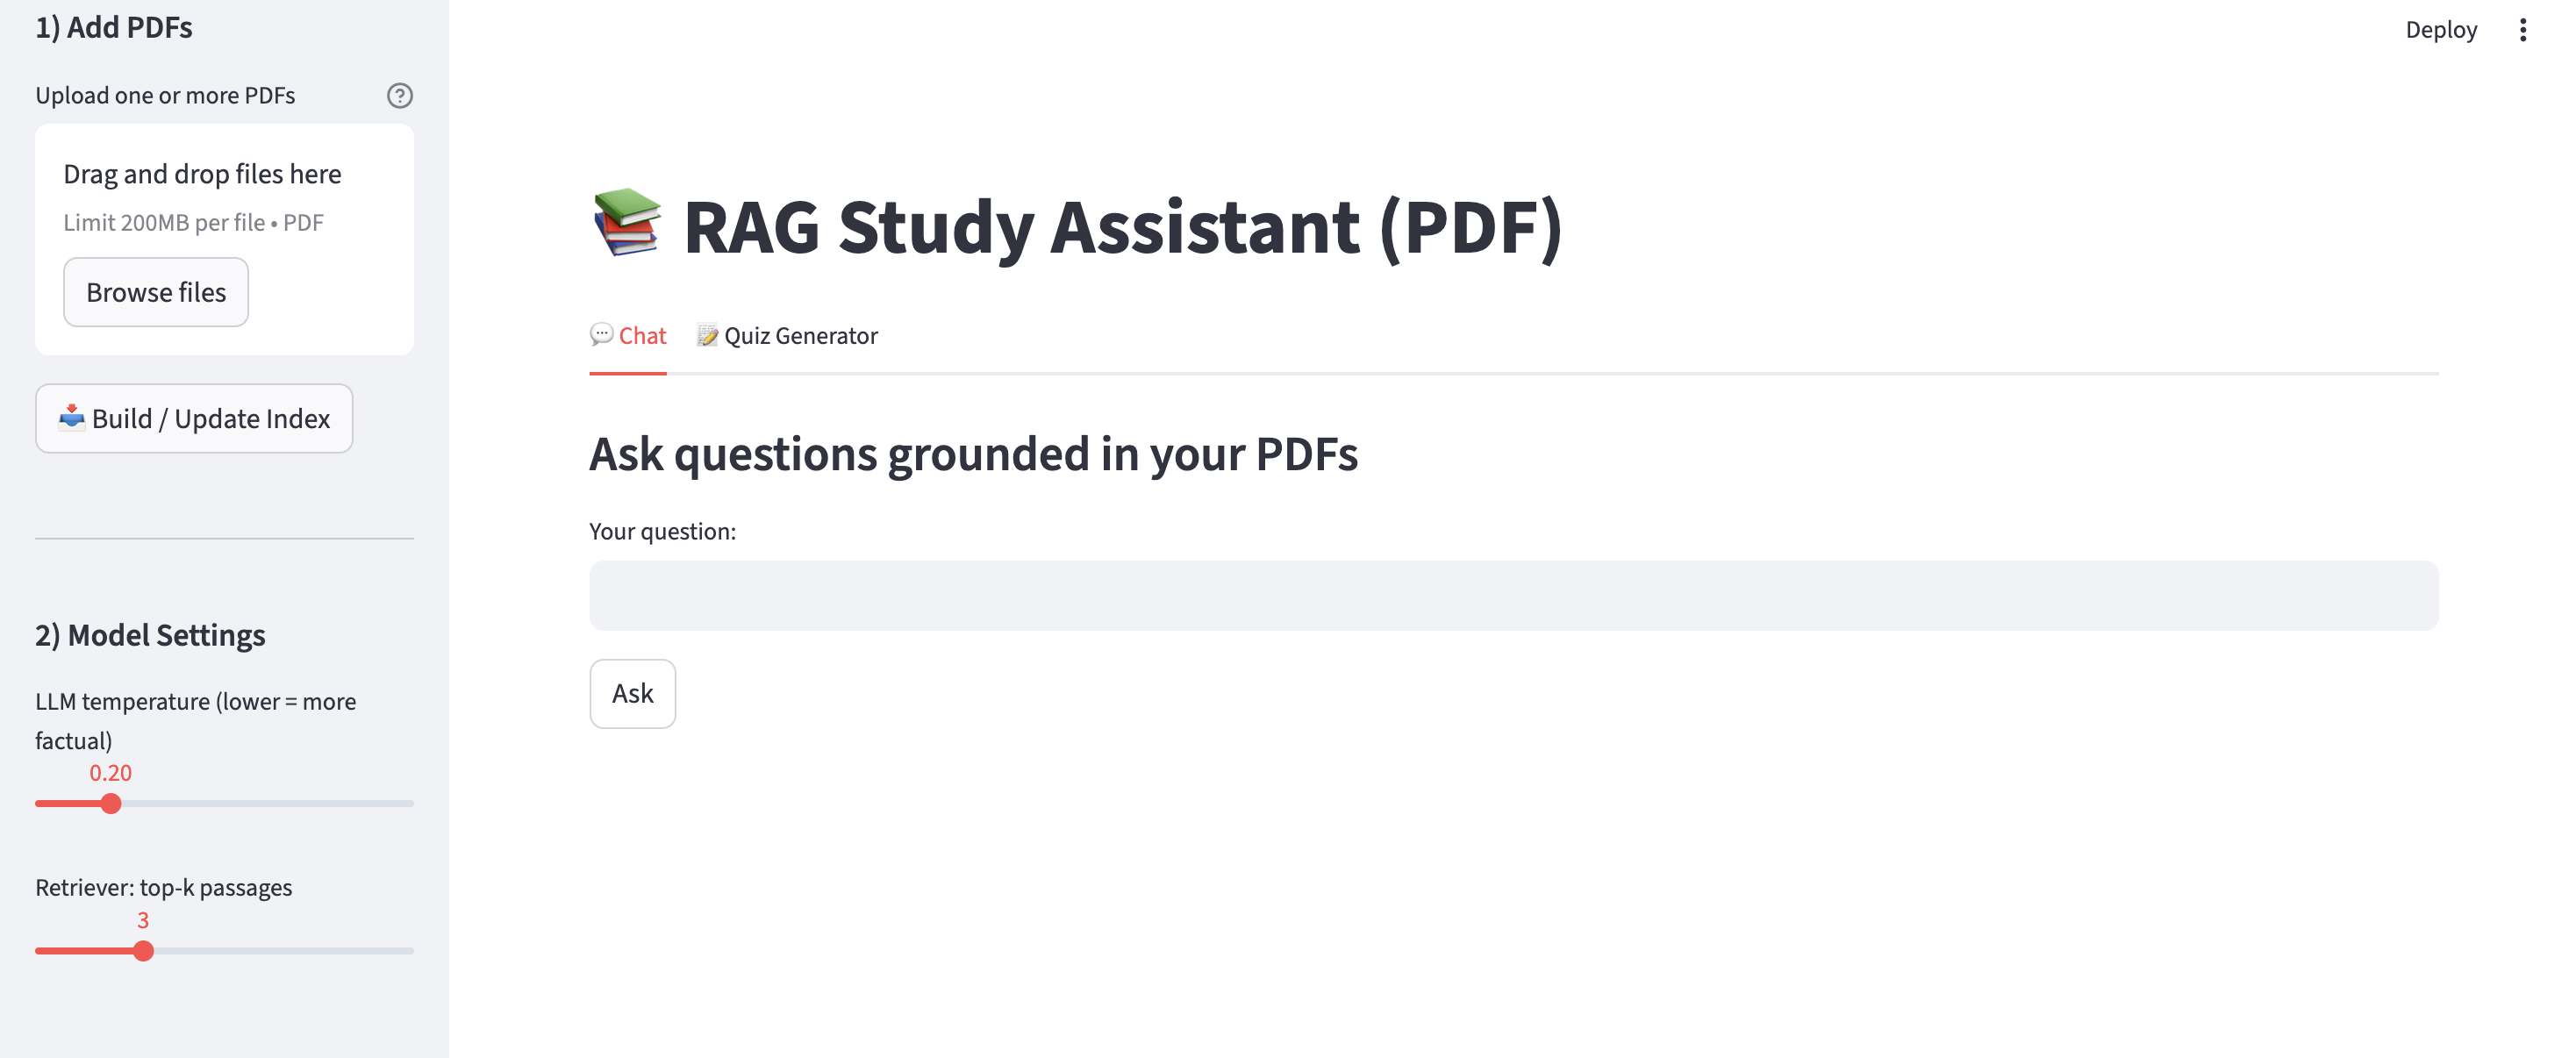 1) Add PDFs
Upload one or more PDFs
Drag and drop files here
Limit 200MB per file • PDF
Browse files
📥 Build / Update Index
2) Model Settings
LLM temperature (lower = more
factual)
0.20
Retriever: top-k passages
3
Deploy
📚 RAG Study Assistant (PDF)
💬 Chat 📝 Quiz Generator
Ask questions grounded in your PDFs
Your question:
Ask